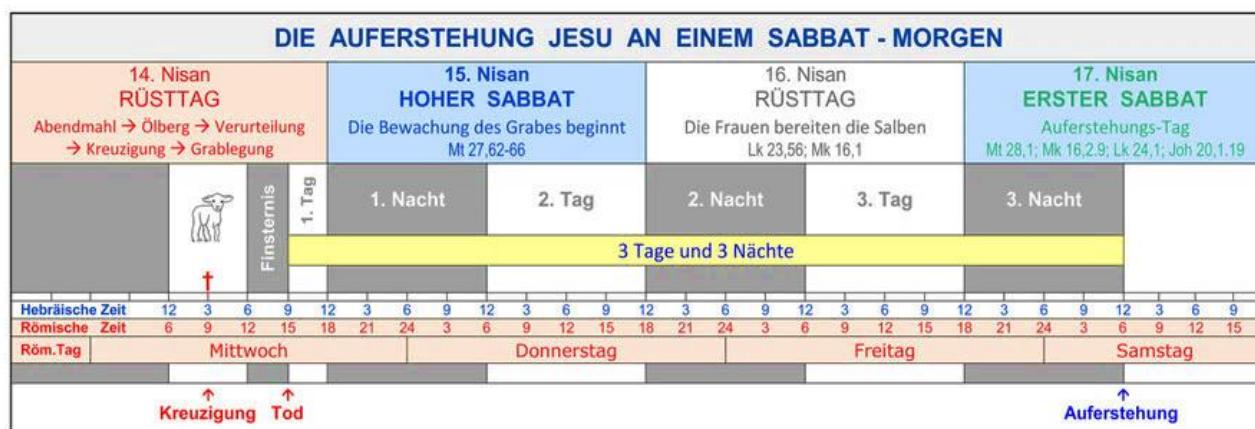 DIE AUFERSTEHUNG JESU AN EINEM SABBAT - MORGEN
14. Nisan
RÜSTTAG
Abendmahl → Ölberg → Verurteilung
→ Kreuzigung → Grablegung
15. Nisan
HOHER SABBAT
Die Bewachung des Grabes beginnt
Mt 27,62-66
16. Nisan
RÜSTTAG
Die Frauen bereiten die Salben
Lk 23,56; Mk 16,1
17. Nisan
ERSTER SABBAT
Auferstehungs-Tag
Mt 28,1; Mk 16,2.9; Lk 24,1; Joh 20,1.19
Finsternis
1. Tag
1. Nacht
2. Tag
2. Nacht
3. Tag
3. Nacht
3 Tage und 3 Nächte
Hebräische Zeit 12 3 6 9 12 3 6 9 12 3 6 9 12 3 6 9 12 3 6 9 12 3 6 9 12 3 6 9
Römische Zeit 6 9 12 15 18 21 24 3 6 9 12 15 18 21 24 3 6 9 12 15 18 21 24 3 6 9 12 15
Röm.Tag Mittwoch Donnerstag Freitag Samstag
Kreuzigung Tod Auferstehung